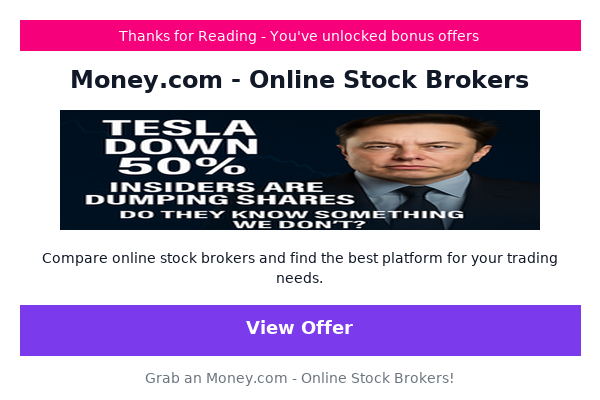 Thanks for Reading - You've unlocked bonus offers
Money.com - Online Stock Brokers
TESLA
DOWN
50%
INSIDERS ARE
DUMPING SHARES
DO THEY KNOW SOMETHING
WE DON'T?
Compare online stock brokers and find the best platform for your trading
needs.
View Offer
Grab an Money.com - Online Stock Brokers!